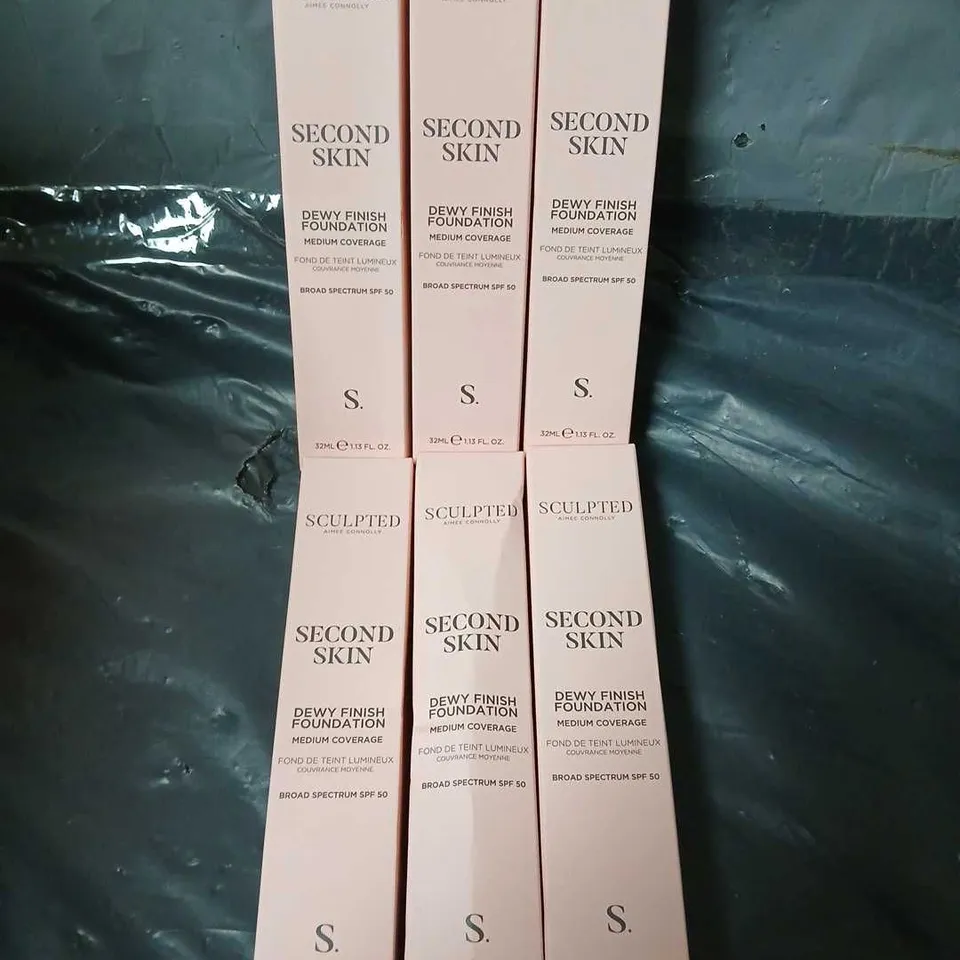 AIMÉE CONNOLLY
SECOND
SKIN
DEWY FINISH
FOUNDATION
MEDIUM COVERAGE
FOND DE TEINT LUMINEUX
COUVRANCE MOYENNE
BROAD SPECTRUM SPF 50
S.
32ML ℮ 1.13 FL. OZ.
AIMÉE CONNOLLY
SECOND
SKIN
DEWY FINISH
FOUNDATION
MEDIUM COVERAGE
FOND DE TEINT LUMINEUX
COUVRANCE MOYENNE
BROAD SPECTRUM SPF 50
S.
32ML ℮ 1.13 FL. OZ.
SECOND
SKIN
DEWY FINISH
FOUNDATION
MEDIUM COVERAGE
FOND DE TEINT LUMINEUX
COUVRANCE MOYENNE
BROAD SPECTRUM SPF 50
S.
32ML ℮ 1.13 FL. OZ.
SCULPTED
AIMÉE CONNOLLY
SECOND
SKIN
DEWY FINISH
FOUNDATION
MEDIUM COVERAGE
FOND DE TEINT LUMINEUX
COUVRANCE MOYENNE
BROAD SPECTRUM SPF 50
S.
SCULPTED
AIMÉE CONNOLLY
SECOND
SKIN
DEWY FINISH
FOUNDATION
MEDIUM COVERAGE
FOND DE TEINT LUMINEUX
COUVRANCE MOYENNE
BROAD SPECTRUM SPF 50
S.
SCULPTED
AIMÉE CONNOLLY
SECOND
SKIN
DEWY FINISH
FOUNDATION
MEDIUM COVERAGE
FOND DE TEINT LUMINEUX
COUVRANCE MOYENNE
BROAD SPECTRUM SPF 50
S.